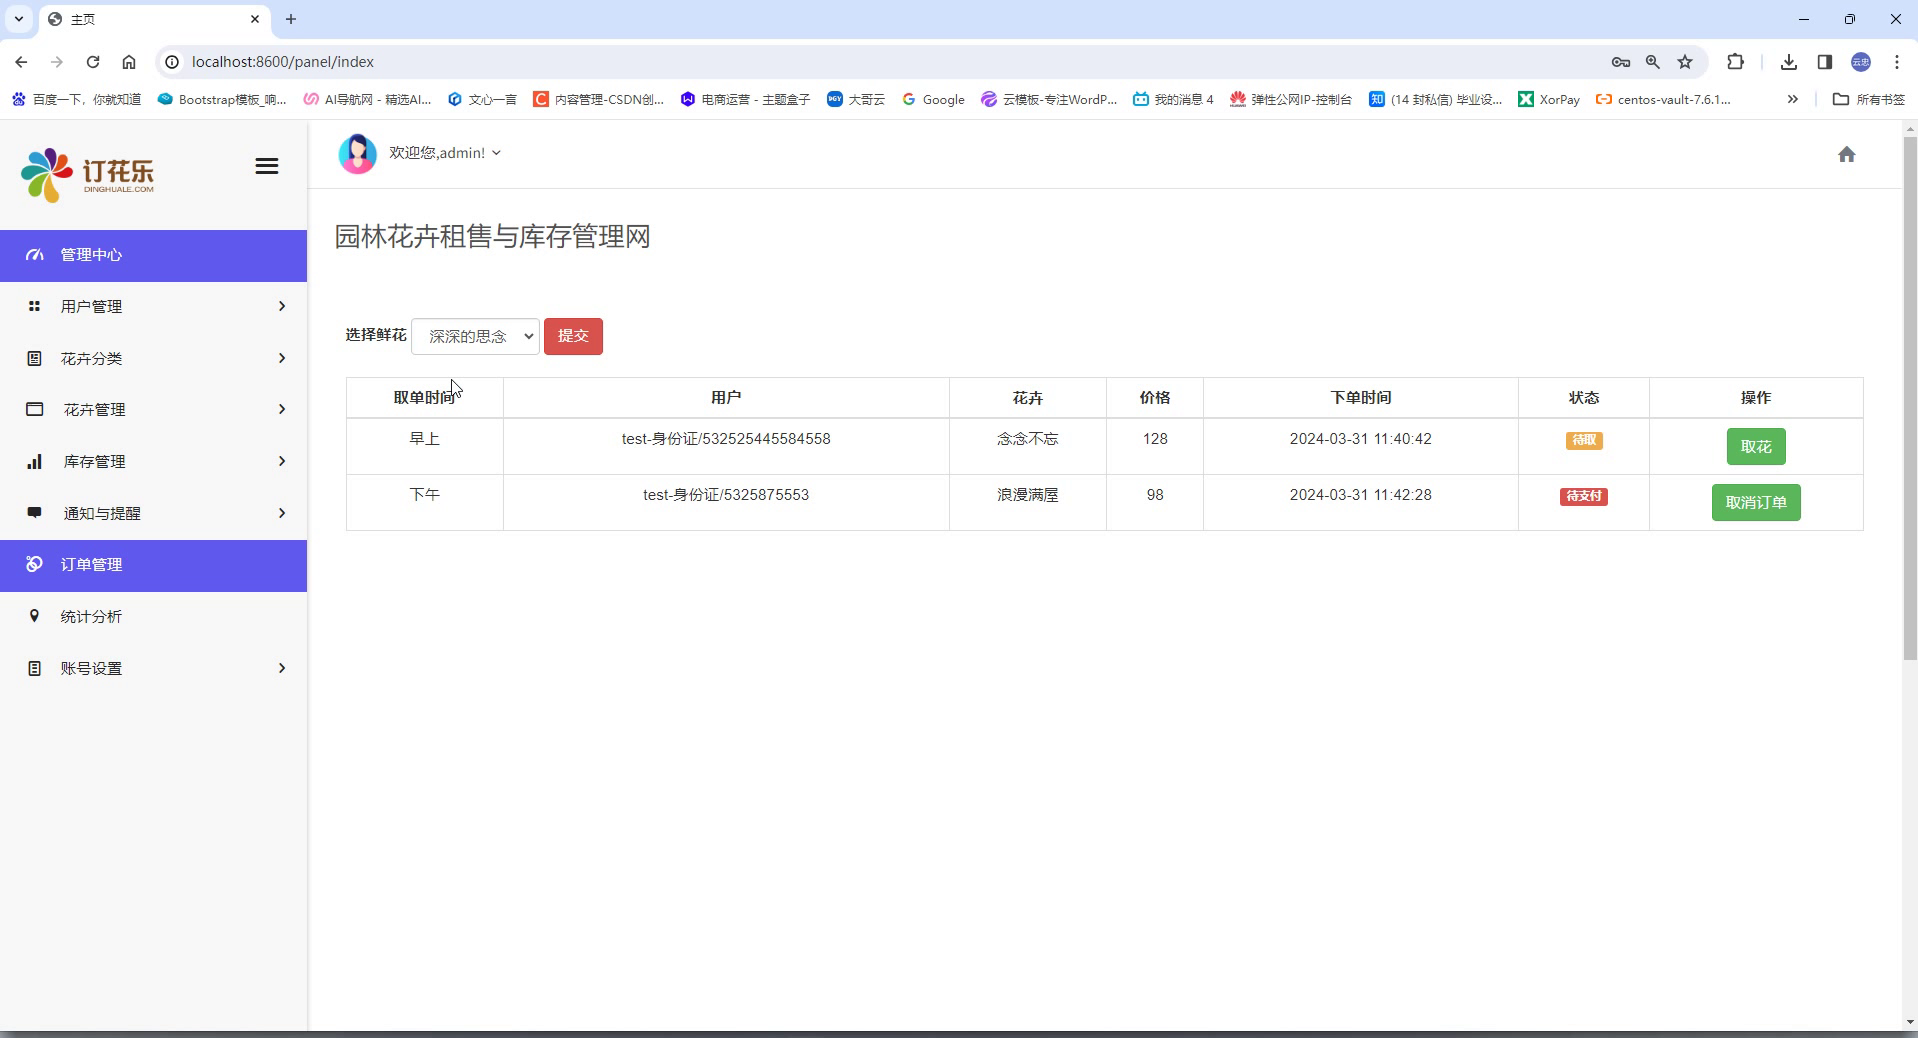 主页
localhost:8600/panel/index
百度一下，你就知道
Bootstrap模板_响...
AI导航网 - 精选AI...
文心一言
内容管理-CSDN创...
电商运营 - 主题盒子
大哥云
Google
云模板-专注WordP...
我的消息 4
弹性公网IP-控制台
(14 封私信) 毕业设...
XorPay
centos-vault-7.6.1...
所有书签
订花乐
DINGHUALE.COM
欢迎您,admin!
管理中心
用户管理
花卉分类
花卉管理
库存管理
通知与提醒
订单管理
统计分析
账号设置
园林花卉租售与库存管理网
选择鲜花 深深的思念 提交
取单时间 用户 花卉 价格 下单时间 状态 操作
早上 test-身份证/532525445584558 念念不忘 128 2024-03-31 11:40:42 待取 取花
下午 test-身份证/5325875553 浪漫满屋 98 2024-03-31 11:42:28 待支付 取消订单